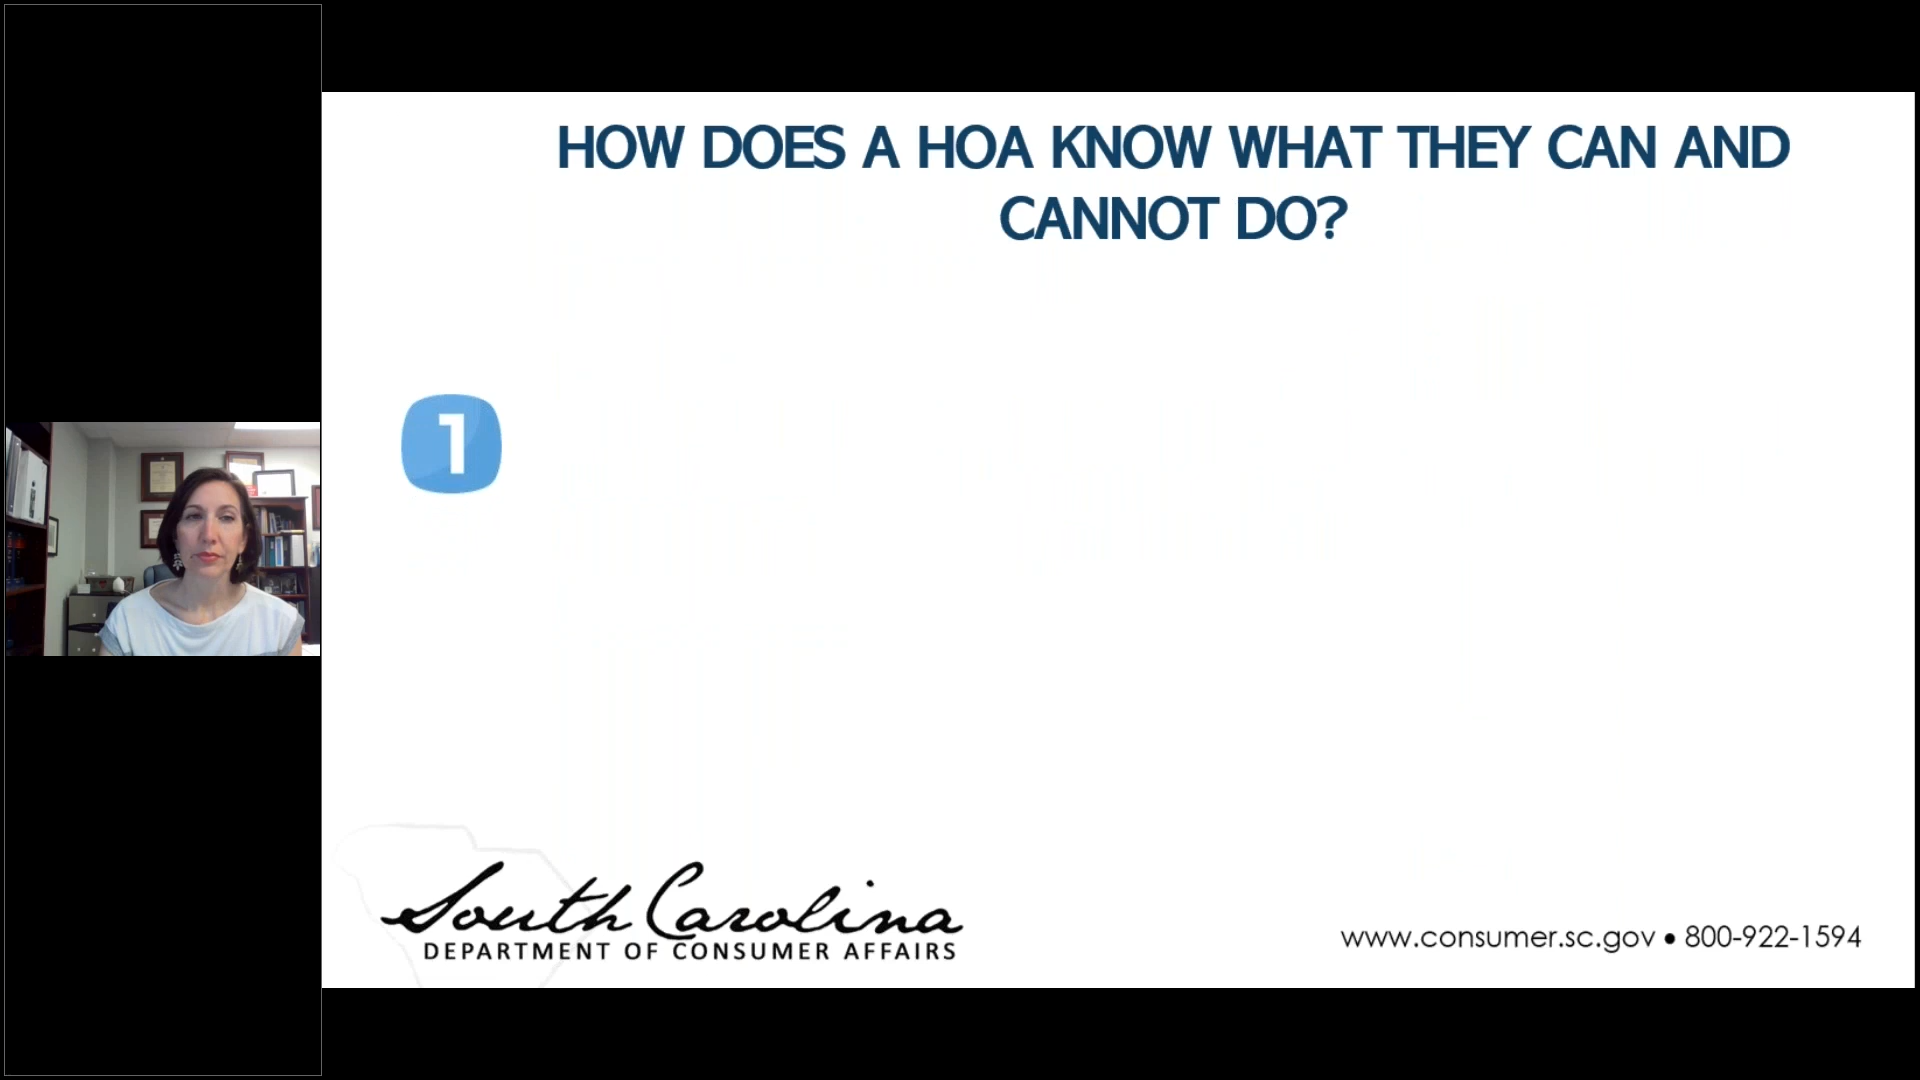 HOW DOES A HOA KNOW WHAT THEY CAN AND
CANNOT DO?
1
South Carolina
DEPARTMENT OF CONSUMER AFFAIRS
www.consumer.sc.gov • 800-922-1594